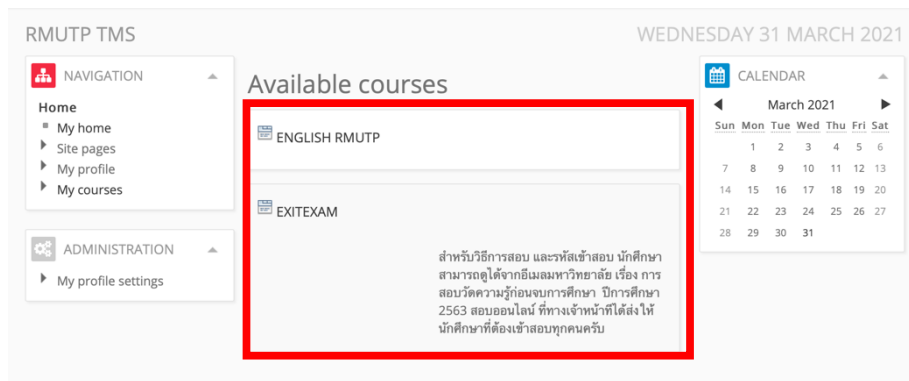 RMUTP TMS
WEDNESDAY 31 MARCH 2021
NAVIGATION
Home
My home
Site pages
My profile
My courses
ADMINISTRATION
My profile settings
Available courses
ENGLISH RMUTP
EXITEXAM
สำหรับวิธีการสอบ และรหัสเข้าสอบ นักศึกษา
สามารถดูได้จากอีเมลมหาวิทยาลัย เรื่อง การ
สอบวัดความรู้ก่อนจบการศึกษา ปีการศึกษา
2563 สอบออนไลน์ ที่ทางเจ้าหน้าที่ได้ส่งให้
นักศึกษาที่ต้องเข้าสอบทุกคนครับ
CALENDAR
March 2021
Sun Mon Tue Wed Thu Fri Sat
1 2 3 4 5 6
7 8 9 10 11 12 13
14 15 16 17 18 19 20
21 22 23 24 25 26 27
28 29 30 31